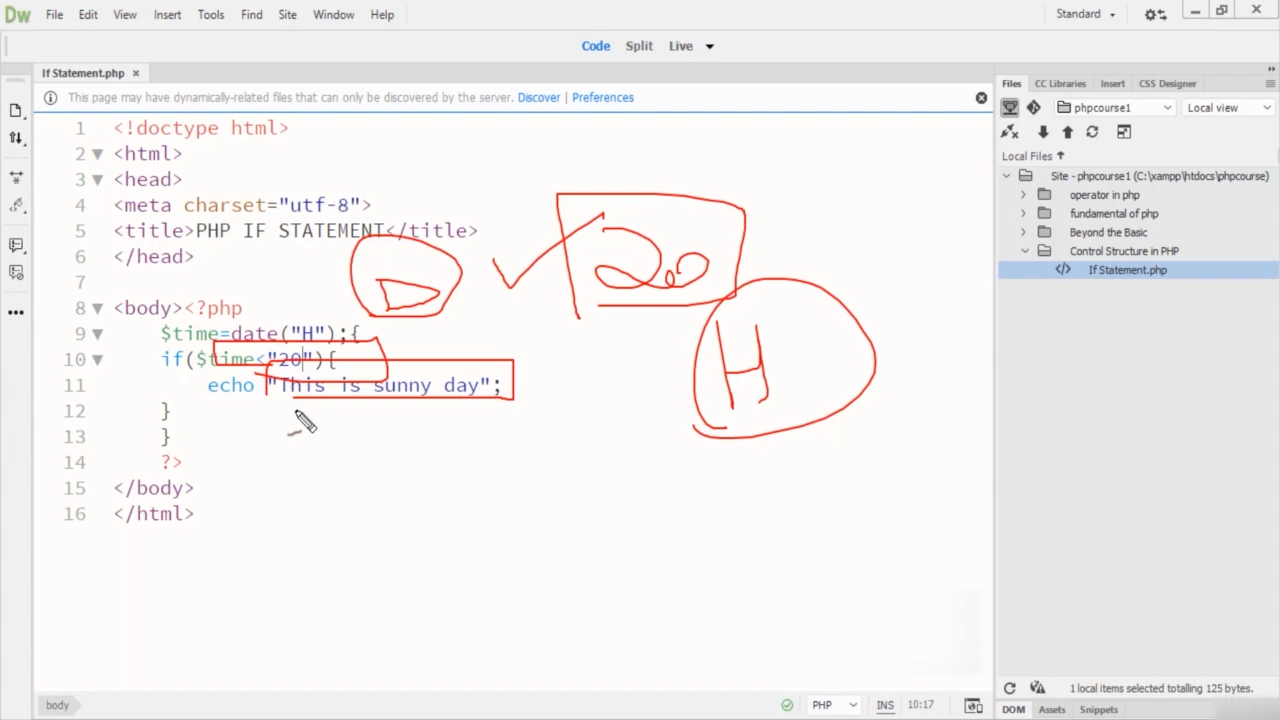 Dw File Edit View Insert Tools Find Site Window Help Standard
Code Split Live
If Statement.php
This page may have dynamically-related files that can only be discovered by the server. Discover | Preferences
1 <!doctype html>
2 <html>
3 <head>
4 <meta charset="utf-8">
5 <title>PHP IF STATEMENT</title>
6 </head>
7
8 <body><?php
9 $time=date("H");{
10 if($time<"20"){
11 echo "This is sunny day";
12 }
13 }
14 ?>
15 </body>
16 </html>
20
H
body PHP INS 10:17
Files CC Libraries Insert CSS Designer
phpcourse1 Local view
Local Files
Site - phpcourse1 (C:\xampp\htdocs\phpcourse)
operator in php
fundamental of php
Beyond the Basic
Control Structure in PHP
If Statement.php
1 local items selected totalling 125 bytes.
DOM Assets Snippets